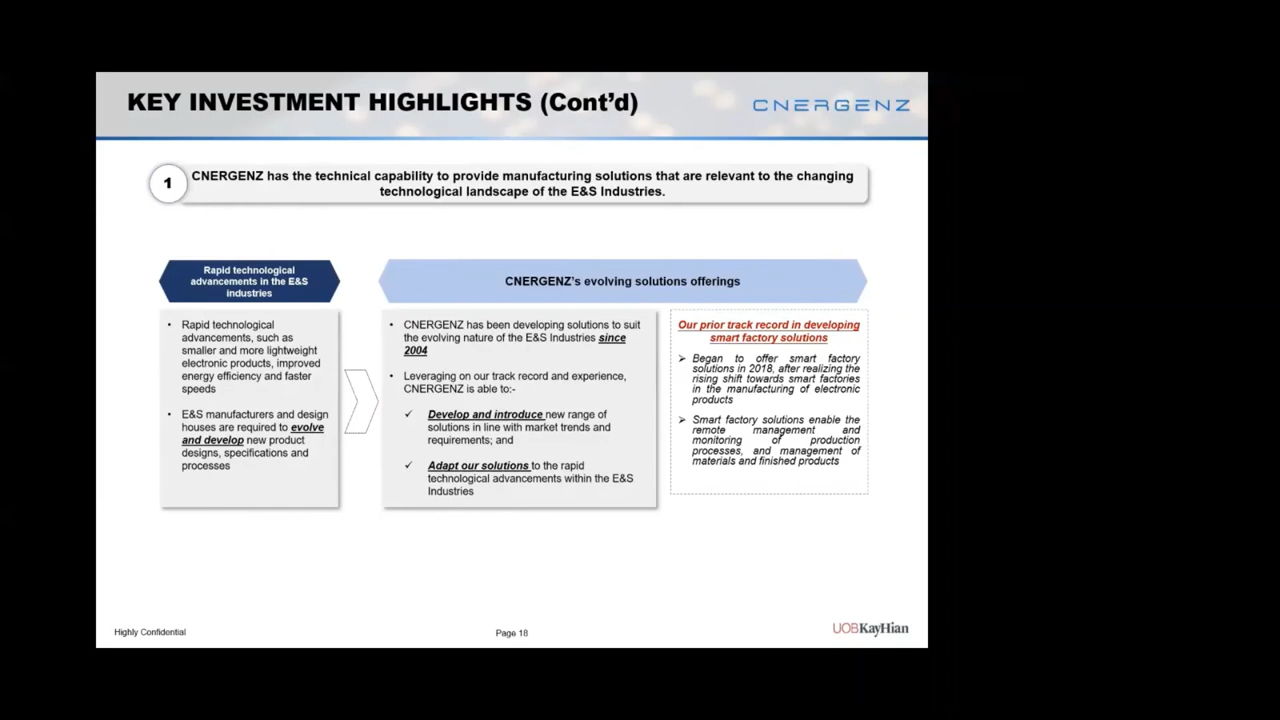 KEY INVESTMENT HIGHLIGHTS (Cont'd)
CNERGENZ
1
CNERGENZ has the technical capability to provide manufacturing solutions that are relevant to the changing
technological landscape of the E&S Industries.
Rapid technological
advancements in the E&S
industries
• Rapid technological
advancements, such as
smaller and more lightweight
electronic products, improved
energy efficiency and faster
speeds
• E&S manufacturers and design
houses are required to evolve
and develop new product
designs, specifications and
processes
CNERGENZ's evolving solutions offerings
• CNERGENZ has been developing solutions to suit
the evolving nature of the E&S Industries since
2004
• Leveraging on our track record and experience,
CNERGENZ is able to:-
✓ Develop and introduce new range of
solutions in line with market trends and
requirements; and
✓ Adapt our solutions to the rapid
technological advancements within the E&S
Industries
Our prior track record in developing
smart factory solutions
➢ Began to offer smart factory
solutions in 2018, after realizing the
rising shift towards smart factories
in the manufacturing of electronic
products
➢ Smart factory solutions enable the
remote management and
monitoring of production
processes, and management of
materials and finished products
Highly Confidential
Page 18
UOBKayHian